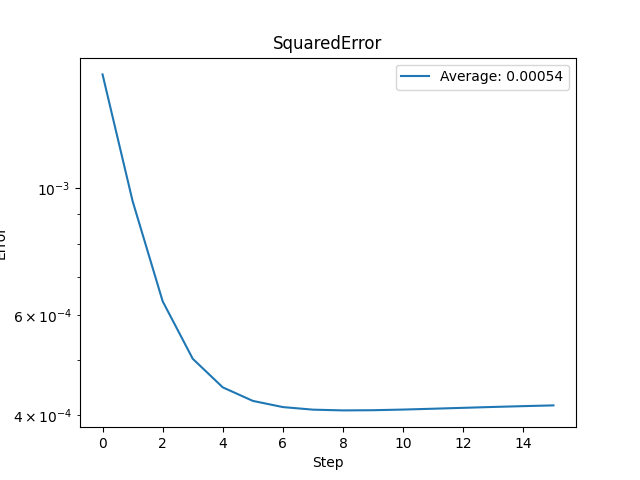 SquaredError
Average: 0.00054
10⁻³
6 × 10⁻⁴
4 × 10⁻⁴
Error
0 2 4 6 8 10 12 14
Step